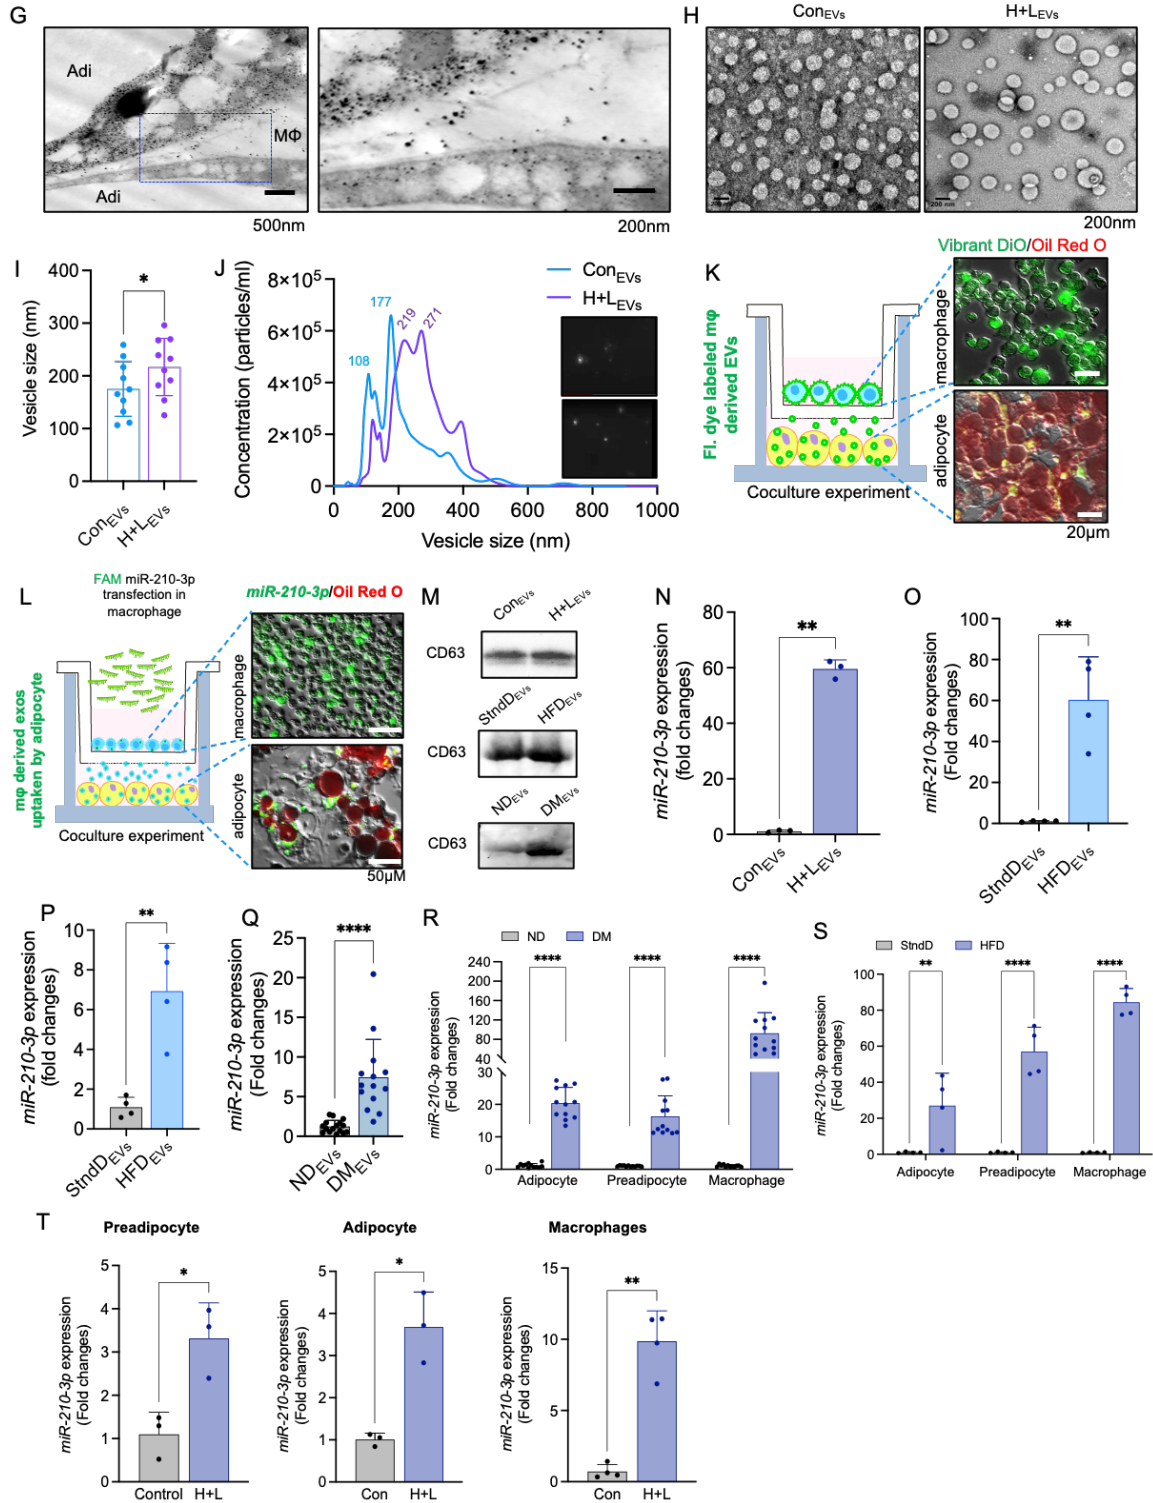 G
Adi
MΦ
Adi
500nm
200nm
H
ConEVs
H+LEVs
200 nm
200 nm
200nm
I
Vesicle size (nm)
400
300
200
100
0
*
ConEVs
H+LEVs
J
Concentration (particles/ml)
8×10⁵
6×10⁵
4×10⁵
2×10⁵
0
108
177
219
271
ConEVs
H+LEVs
0 200 400 600 800 1000
Vesicle size (nm)
K
Vibrant DiO/Oil Red O
Fl. dye labeled mφ
derived EVs
macrophage
adipocyte
Coculture experiment
20µm
L
FAM miR-210-3p
transfection in
macrophage
miR-210-3p/Oil Red O
mφ derived exos
uptaken by adipocyte
macrophage
adipocyte
Coculture experiment
50µM
M
ConEVs H+LEVs
CD63
StndDEVs HFDEVs
CD63
NDEVs DMEVs
CD63
N
miR-210-3p expression
(fold changes)
80
60
40
20
0
**
ConEVs
H+LEVs
O
miR-210-3p expression
(Fold changes)
100
80
60
40
20
0
**
StndDEVs
HFDEVs
P
miR-210-3p expression
(fold changes)
10
8
6
4
2
0
**
StndDEVs
HFDEVs
Q
miR-210-3p expression
(Fold changes)
25
20
15
10
5
0
****
NDEVs
DMEVs
R
ND DM
miR-210-3p expression
(Fold changes)
240
200
160
120
80
40
30
20
10
0
**** **** ****
Adipocyte Preadipocyte Macrophage
S
StndD HFD
miR-210-3p expression
(Fold changes)
100
80
60
40
20
0
** **** ****
Adipocyte Preadipocyte Macrophage
T
Preadipocyte
miR-210-3p expression
(Fold changes)
5
4
3
2
1
0
*
Control H+L
Adipocyte
miR-210-3p expression
(Fold changes)
5
4
3
2
1
0
*
Con H+L
Macrophages
miR-210-3p expression
(Fold changes)
15
10
5
0
**
Con H+L